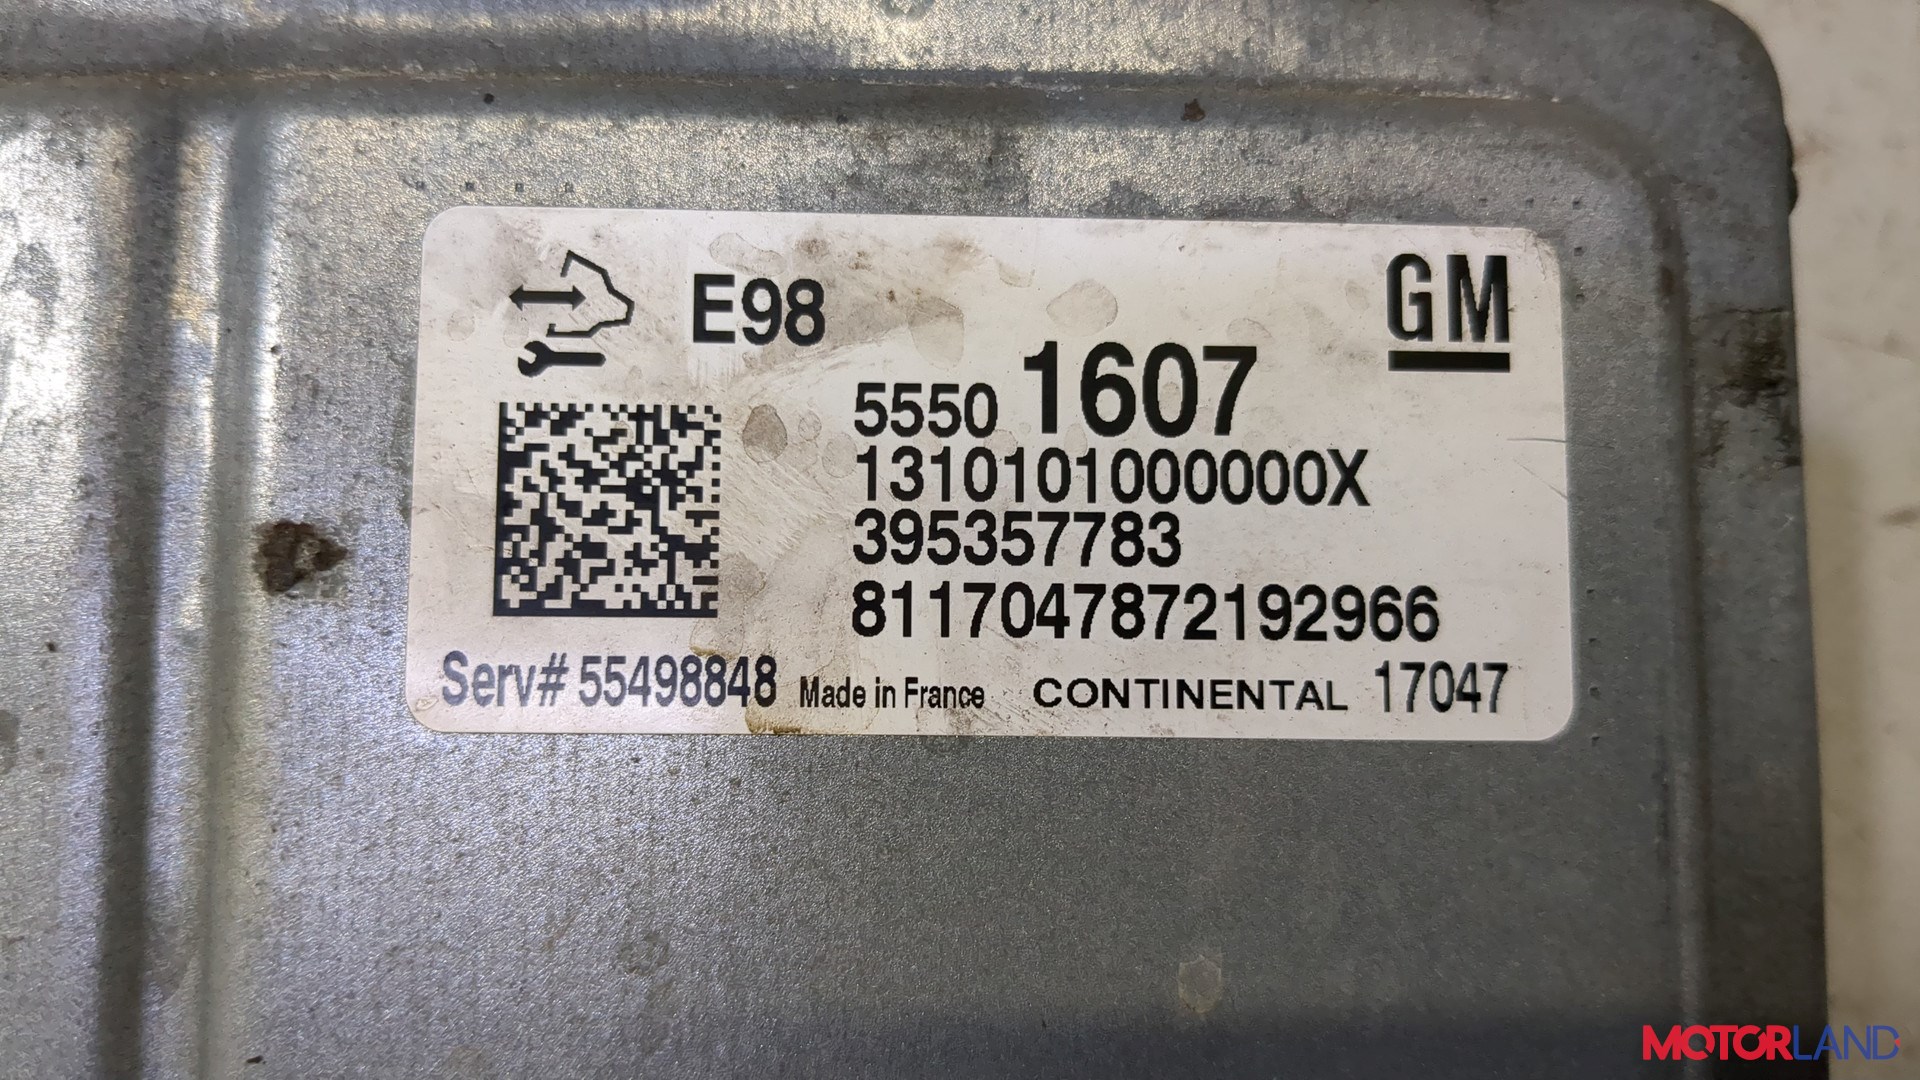 E98
GM
5550 1607
1310101000000X
395357783
8117047872192966
Serv# 55498848 Made in France CONTINENTAL 17047
MOTORLAND